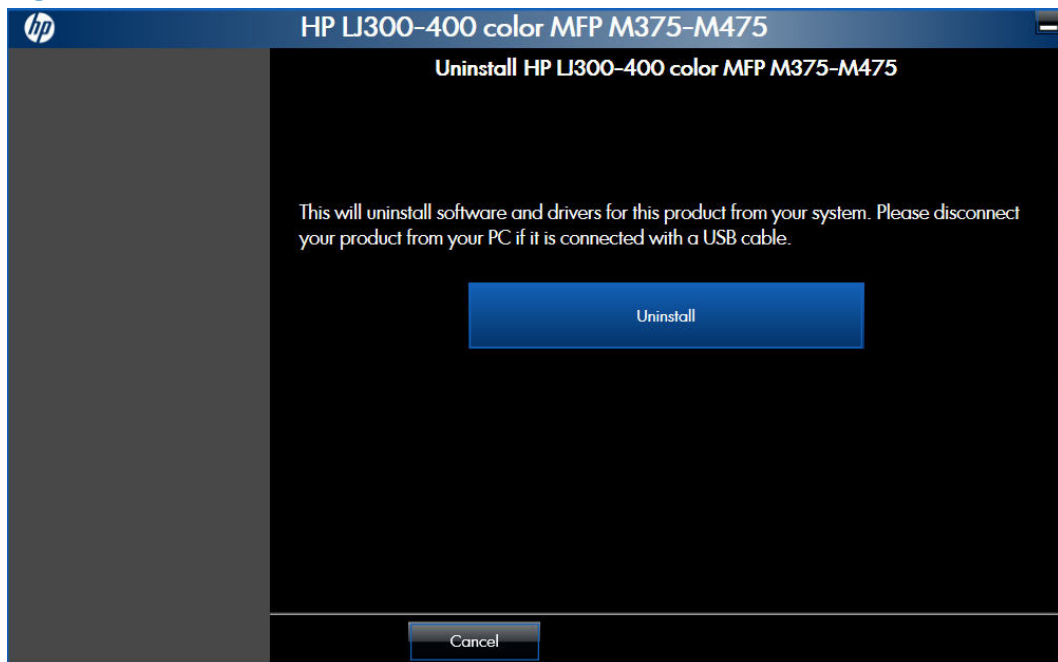 hp
HP LJ300-400 color MFP M375-M475
Uninstall HP LJ300-400 color MFP M375-M475
This will uninstall software and drivers for this product from your system. Please disconnect
your product from your PC if it is connected with a USB cable.
Uninstall
Cancel